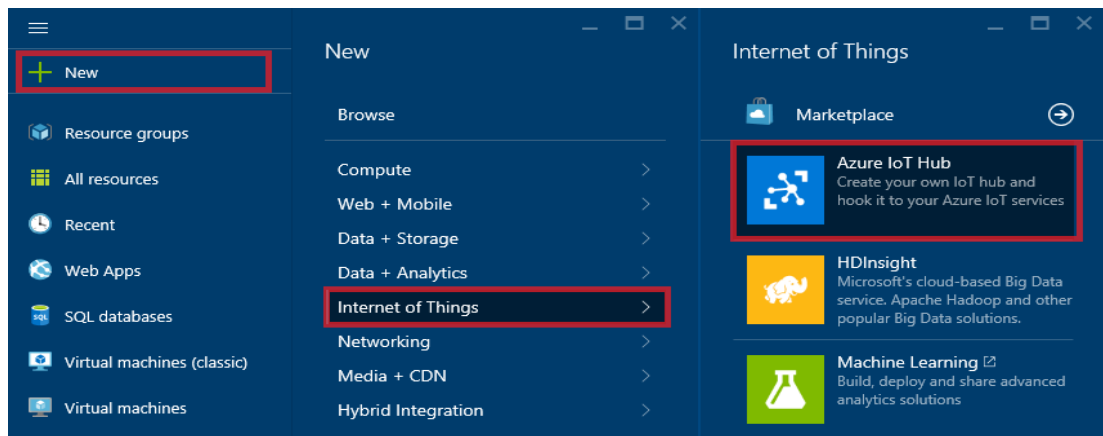 New
Resource groups
All resources
Recent
Web Apps
SQL databases
Virtual machines (classic)
Virtual machines
New
Browse
Compute
Web + Mobile
Data + Storage
Data + Analytics
Internet of Things
Networking
Media + CDN
Hybrid Integration
Internet of Things
Marketplace
Azure IoT Hub
Create your own IoT hub and
hook it to your Azure IoT services
HDInsight
Microsoft's cloud-based Big Data
service. Apache Hadoop and other
popular Big Data solutions.
Machine Learning
Build, deploy and share advanced
analytics solutions